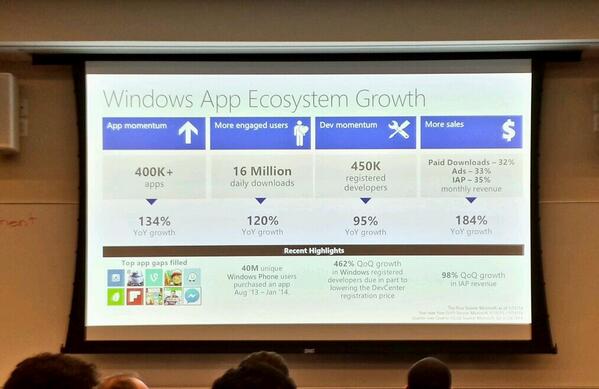 Windows App Ecosystem Growth
App momentum
More engaged users
Dev momentum
More sales
$
400K+
apps
16 Million
daily downloads
450K
registered
developers
Paid Downloads – 32%
Ads – 33%
IAP – 35%
monthly revenue
134%
YoY growth
120%
YoY growth
95%
YoY growth
184%
YoY growth
Recent Highlights
Top app gaps filled
40M unique
Windows Phone users
purchased an app
Aug '13 – Jan '14.
462% QoQ growth
in Windows registered
developers due in part to
lowering the DevCenter
registration price
98% QoQ growth
in IAP revenue